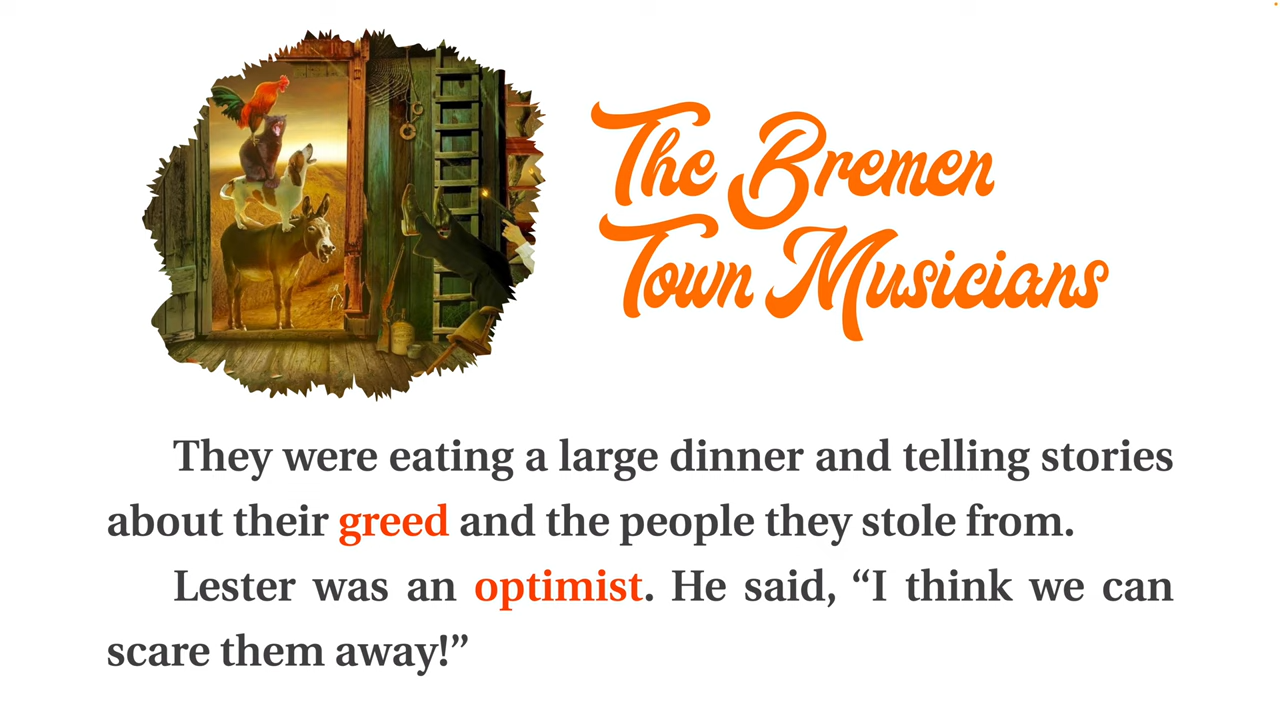 The Bremen
Town Musicians
They were eating a large dinner and telling stories
about their greed and the people they stole from.
Lester was an optimist. He said, “I think we can
scare them away!”